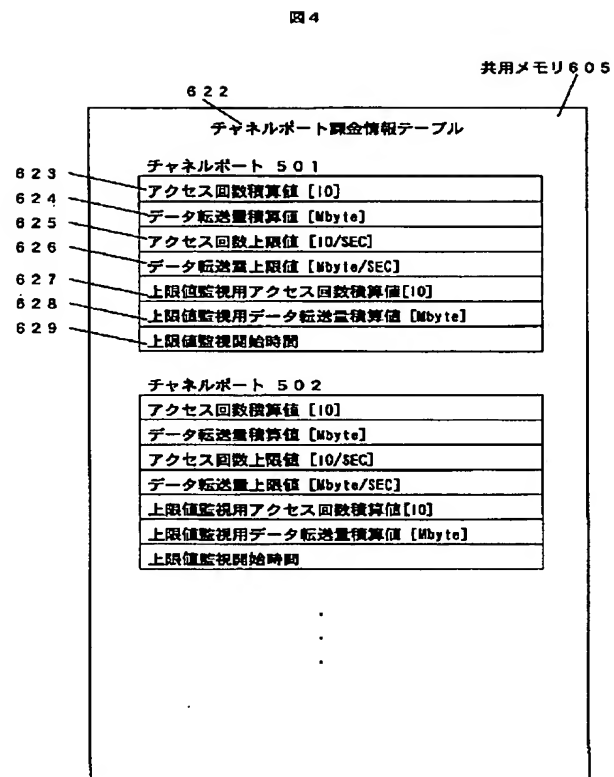 図4
共用メモリ605
622
チャネルポート課金情報テーブル
チャネルポート 501
623
アクセス回数積算値 [IO]
624
データ転送量積算値 [Mbyte]
625
アクセス回数上限値 [IO/SEC]
626
データ転送量上限値 [Mbyte/SEC]
627
上限値監視用アクセス回数積算値[IO]
628
上限値監視用データ転送量積算値 [Mbyte]
629
上限値監視開始時間
チャネルポート 502
アクセス回数積算値 [IO]
データ転送量積算値 [Mbyte]
アクセス回数上限値 [IO/SEC]
データ転送量上限値 [Mbyte/SEC]
上限値監視用アクセス回数積算値[IO]
上限値監視用データ転送量積算値 [Mbyte]
上限値監視開始時間